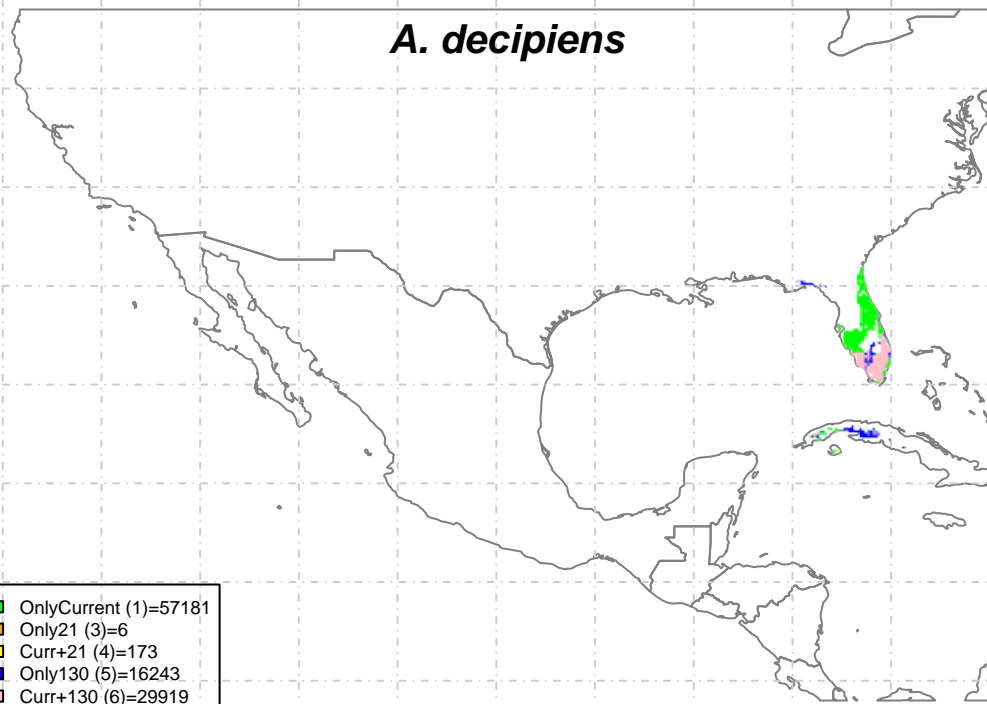 A. decipiens
OnlyCurrent (1)=57181
Only21 (3)=6
Curr+21 (4)=173
Only130 (5)=16243
Curr+130 (6)=29919